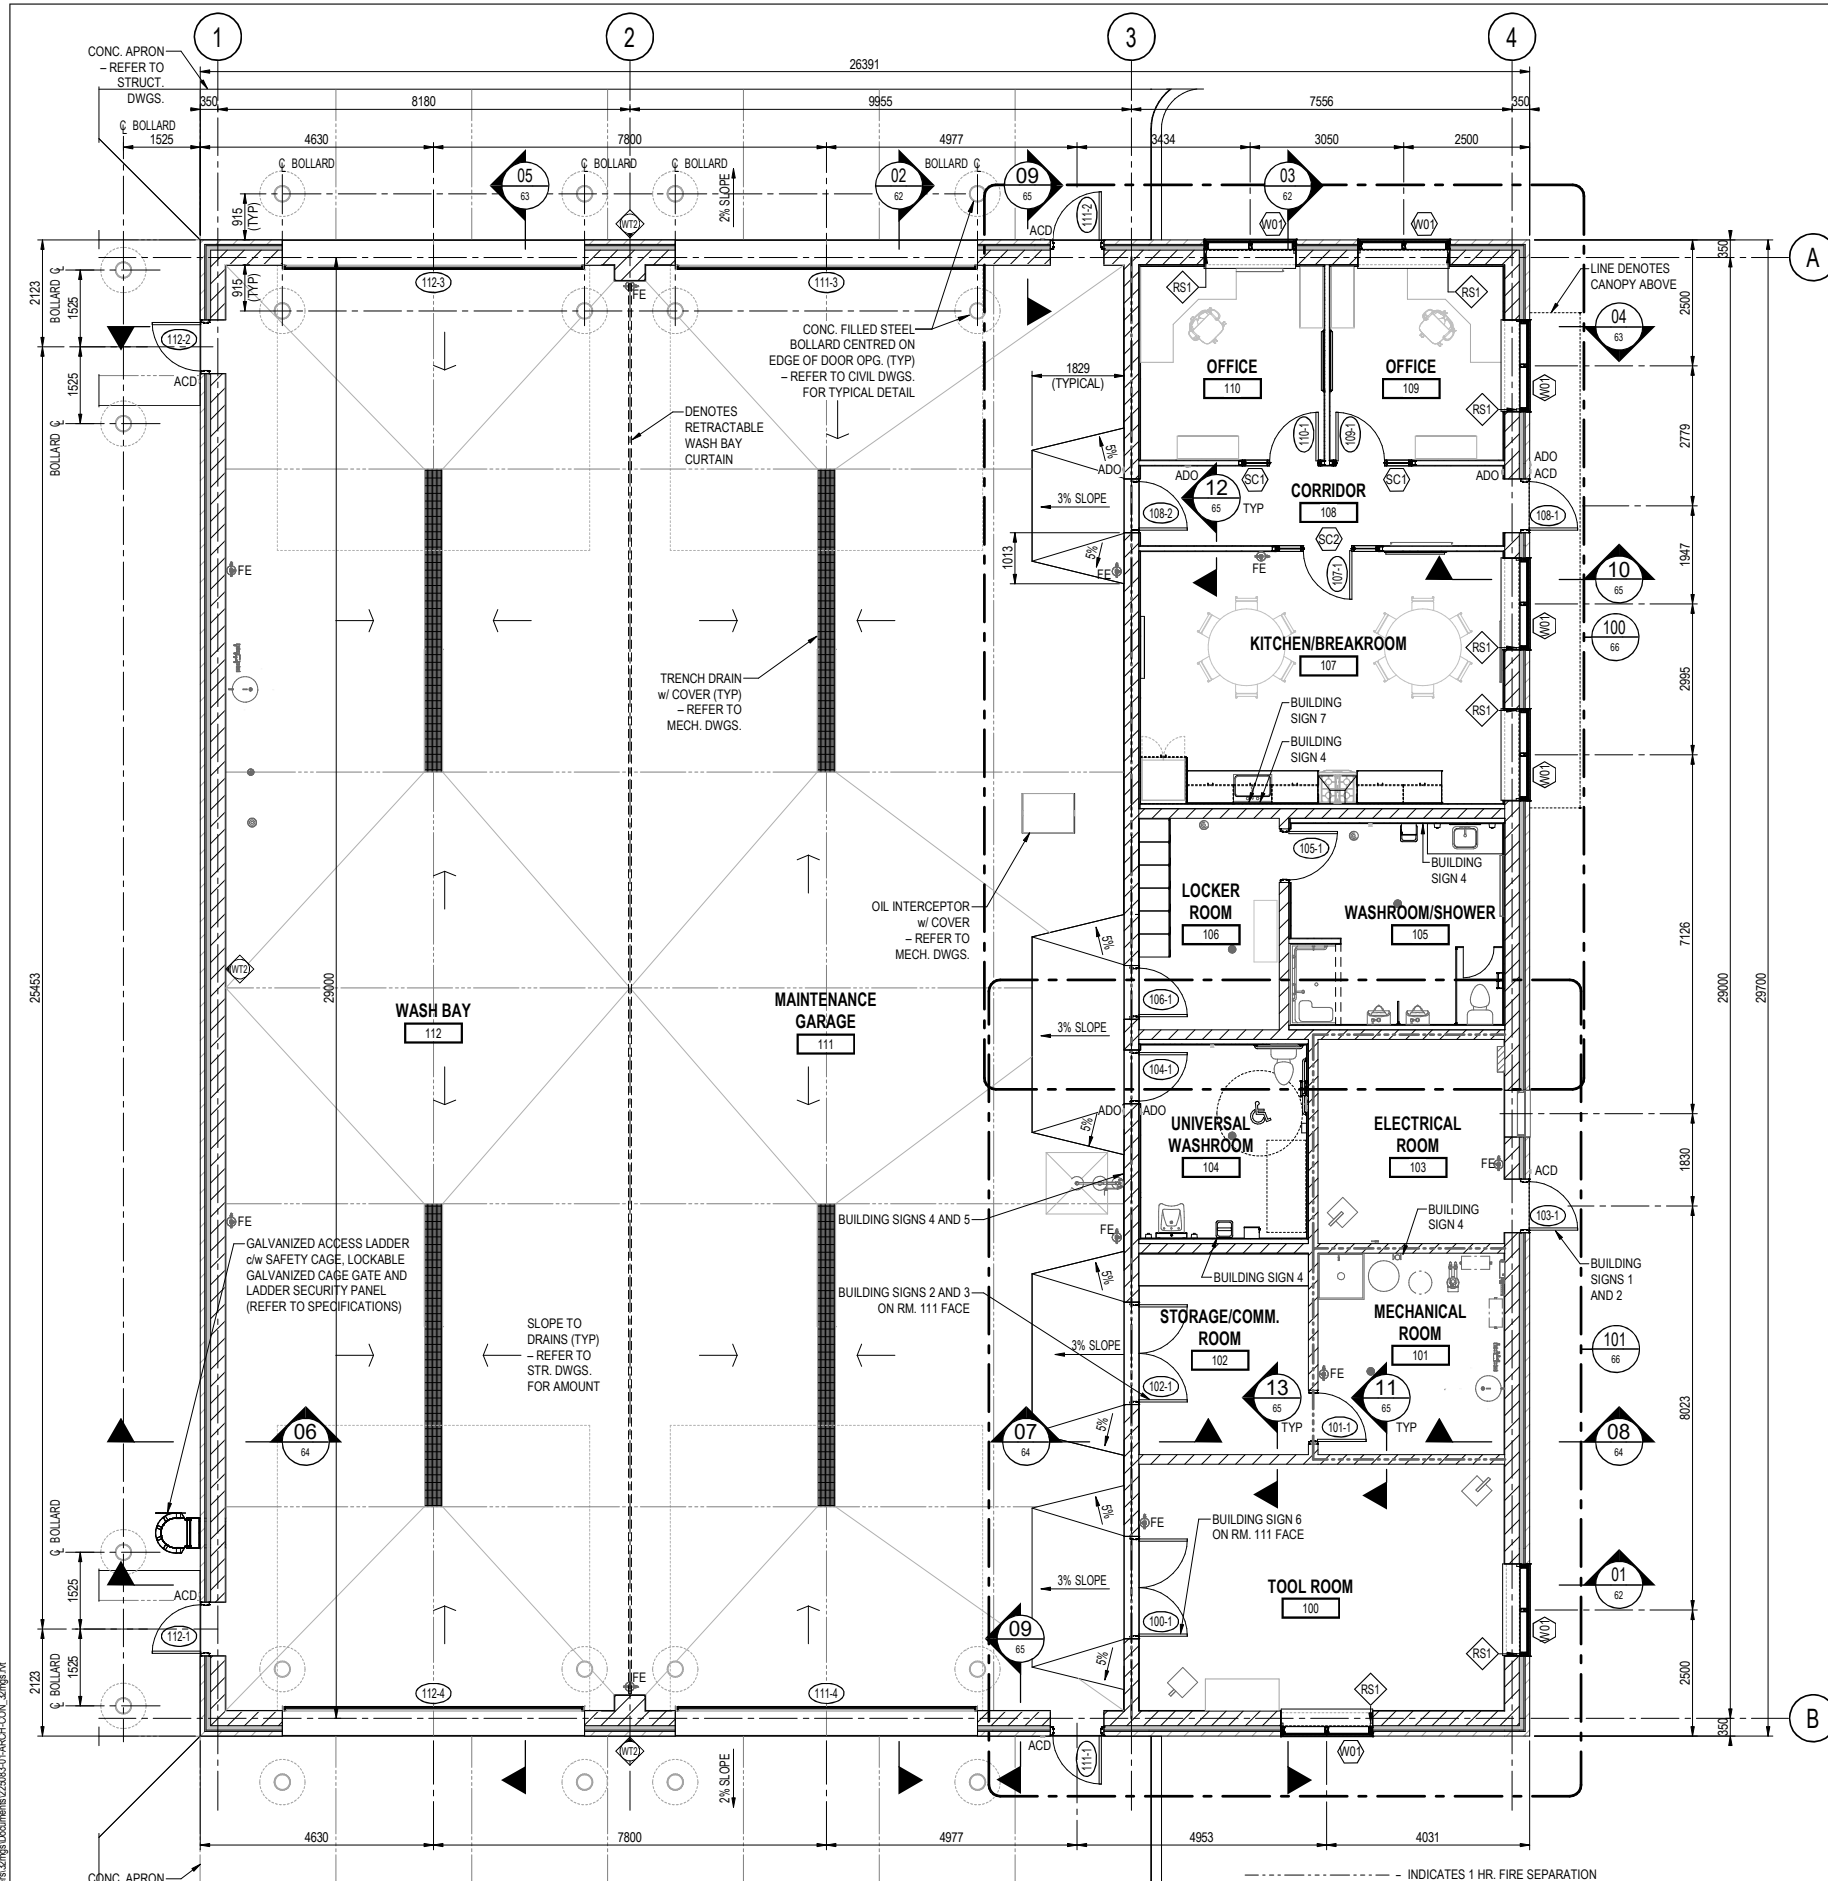 1
2
3
4
CONC. APRON
– REFER TO
STRUCT.
DWGS.
26391
350
8180
9955
7556
350
℄ BOLLARD
1525
4630
7800
4977
3434
3050
2500
℄ BOLLARD
℄ BOLLARD
℄ BOLLARD
BOLLARD ℄
05
63
02
62
09
65
03
62
2% SLOPE
915
(TYP)
WT2
ACD
111-2
W01
W01
A
350
LINE DENOTES
CANOPY ABOVE
2123
BOLLARD ℄
1525
915
(TYP)
112-3
FE
111-3
RS1
RS1
2500
04
63
112-2
ACD
1525
BOLLARD ℄
CONC. FILLED STEEL
BOLLARD CENTRED ON
EDGE OF DOOR OPG. (TYP)
– REFER TO CIVIL DWGS.
FOR TYPICAL DETAIL
1829
(TYPICAL)
OFFICE
110
OFFICE
109
RS1
W01
DENOTES
RETRACTABLE
WASH BAY
CURTAIN
110-1
109-1
2779
5%
ADO
ADO
SC1
SC1
ADO
ADO
ACD
3% SLOPE
108-2
12
65
TYP
CORRIDOR
108
108-1
1013
5%
SC2
FE
FE
FE
107-1
1947
10
65
KITCHEN/BREAKROOM
107
RS1
W01
100
66
TRENCH DRAIN
w/ COVER (TYP)
– REFER TO
MECH. DWGS.
BUILDING
SIGN 7
BUILDING
SIGN 4
RS1
2995
W01
105-1
BUILDING
SIGN 4
OIL INTERCEPTOR
w/ COVER
– REFER TO
MECH. DWGS.
LOCKER
ROOM
106
WASHROOM/SHOWER
105
5%
7126
25453
29000
WT2
WASH BAY
112
MAINTENANCE
GARAGE
111
106-1
3% SLOPE
29000
29700
104-1
ADO
ADO
5%
UNIVERSAL
WASHROOM
104
ELECTRICAL
ROOM
103
FE
ACD
1830
103-1
FE
BUILDING SIGNS 4 AND 5
FE
BUILDING
SIGN 4
GALVANIZED ACCESS LADDER
c/w SAFETY CAGE, LOCKABLE
GALVANIZED CAGE GATE AND
LADDER SECURITY PANEL
(REFER TO SPECIFICATIONS)
BUILDING SIGN 4
BUILDING
SIGNS 1
AND 2
5%
BUILDING SIGNS 2 AND 3
ON RM. 111 FACE
STORAGE/COMM.
ROOM
102
MECHANICAL
ROOM
101
SLOPE TO
DRAINS (TYP)
– REFER TO
STR. DWGS.
FOR AMOUNT
3% SLOPE
102-1
FE
101
66
13
65
TYP
11
65
TYP
101-1
8023
06
64
07
64
5%
08
64
℄ BOLLARD
5%
FE
BUILDING SIGN 6
ON RM. 111 FACE
1525
ACD
3% SLOPE
TOOL ROOM
100
01
62
112-1
09
65
100-1
W01
RS1
5%
2123
℄ BOLLARD
1525
FE
112-4
111-4
RS1
2500
350
B
WT2
2% SLOPE
ACD
111-1
W01
4630
7800
4977
4953
4031
CONC. APRON
– INDICATES 1 HR. FIRE SEPARATION